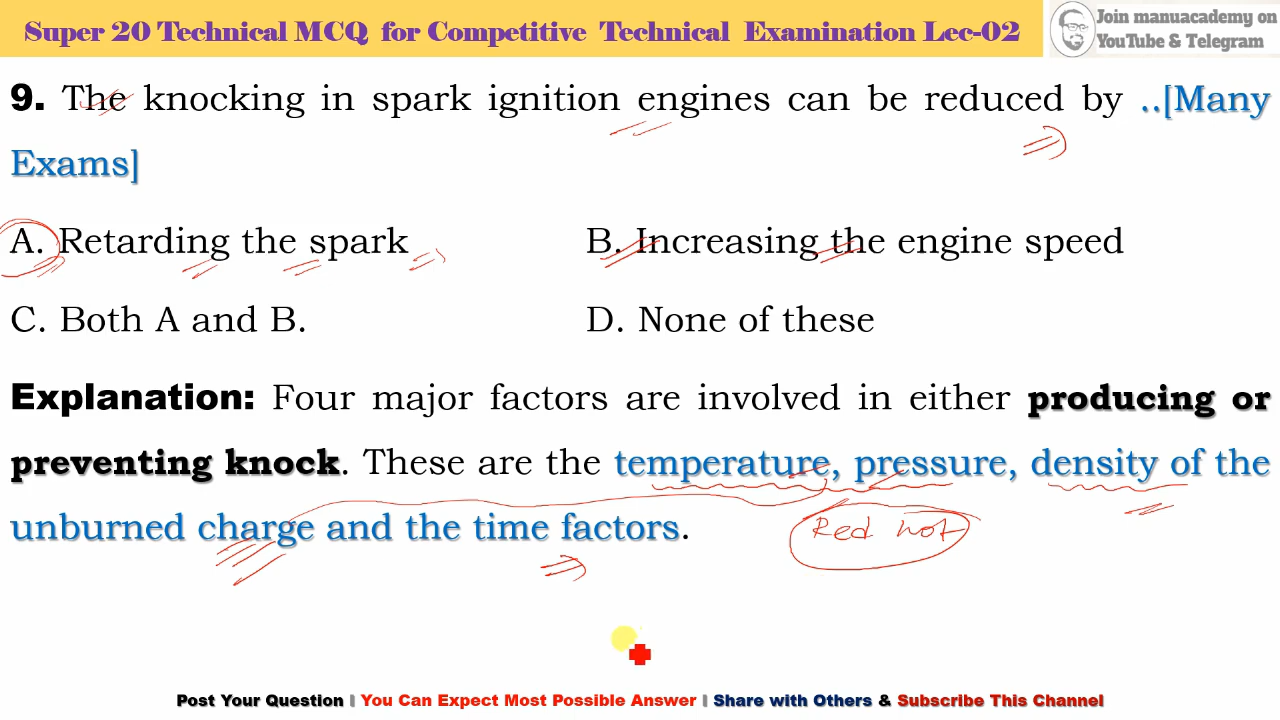 Super 20 Technical MCQ for Competitive Technical Examination Lec-02
Join manuacademy on
YouTube & Telegram
9. The knocking in spark ignition engines can be reduced by ..[Many
Exams]
A. Retarding the spark
B. Increasing the engine speed
C. Both A and B.
D. None of these
Explanation: Four major factors are involved in either producing or
preventing knock. These are the temperature, pressure, density of the
unburned charge and the time factors.
Red hot
Post Your Question | You Can Expect Most Possible Answer | Share with Others & Subscribe This Channel